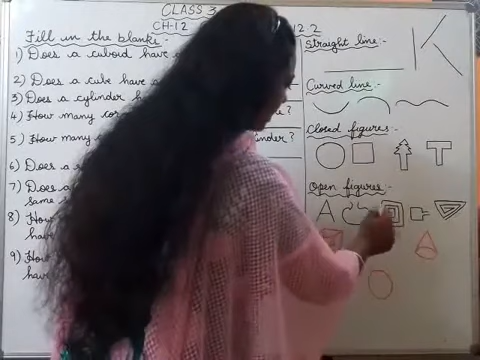 CLASS 3
CH-12
12.2
Fill in the blanks:-
1) Does a cuboid have
2) Does a cube have a
3) Does a cylinder h
4) How many cor
5) How many
?
inder?
6) Does a
7) Does a
same
8) How
have
9) How
have
Straight line:-
Curved line:-
Closed figures:-
Open figures:-